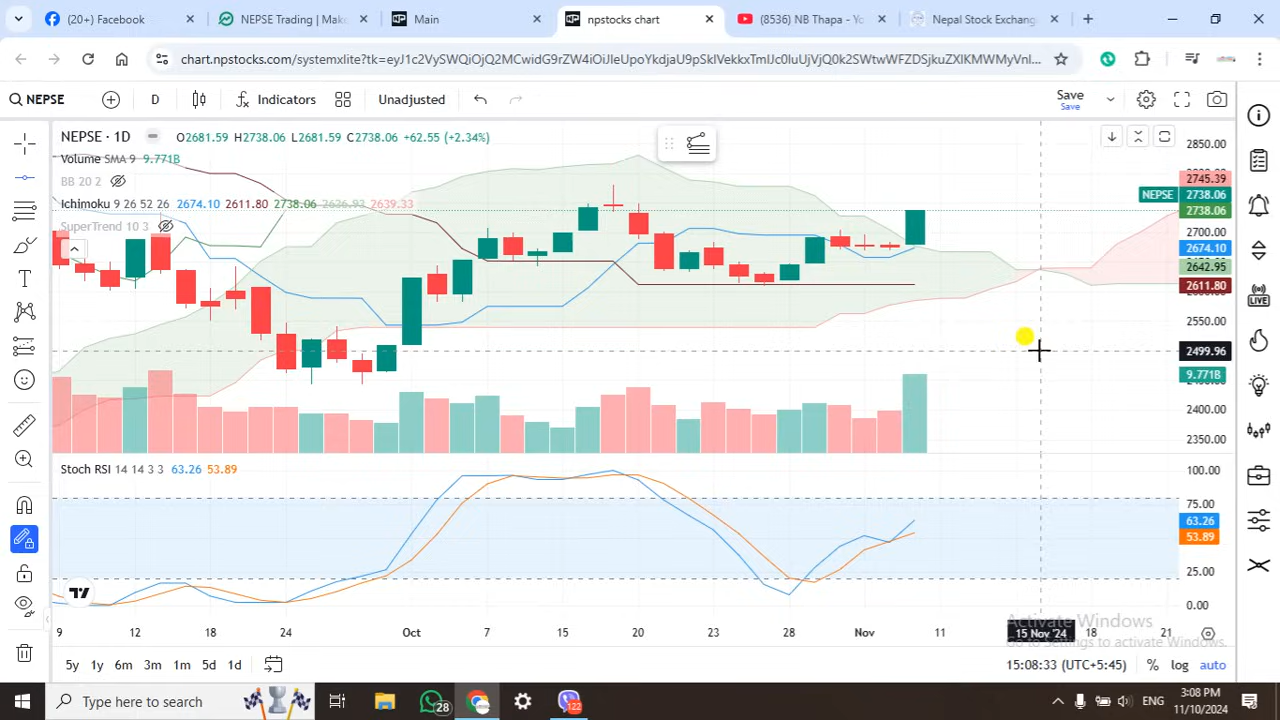 (20+) Facebook
NEPSE Trading | Mak
Main
npstocks chart
(8536) NB Thapa - Yo
Nepal Stock Exchang
chart.npstocks.com/systemxlite?tk=
NEPSE
D
Indicators
Unadjusted
Save
Save
NEPSE · 1D
O2681.59 H2738.06 L2681.59 C2738.06 +62.55 (+2.34%)
Volume SMA 9 9.771B
BB 20 2
Ichimoku 9 26 52 26 2674.10 2611.80 2738.06 2636.93 2639.33
SuperTrend 10 3
2850.00
2745.39
NEPSE 2738.06
2738.06
2700.00
2674.10
2642.95
2611.80
2550.00
2499.96
9.771B
2400.00
2350.00
Stoch RSI 14 14 3 3 63.26 53.89
100.00
75.00
63.26
53.89
25.00
0.00
9 12 18 24 Oct 7 15 20 23 28 Nov 11 15 Nov '24 18 21
Activate Windows
Go to Settings to activate Windows.
5y 1y 6m 3m 1m 5d 1d
15:08:33 (UTC+5:45) % log auto
LIVE
Type here to search
28
122
ENG
3:08 PM
11/10/2024